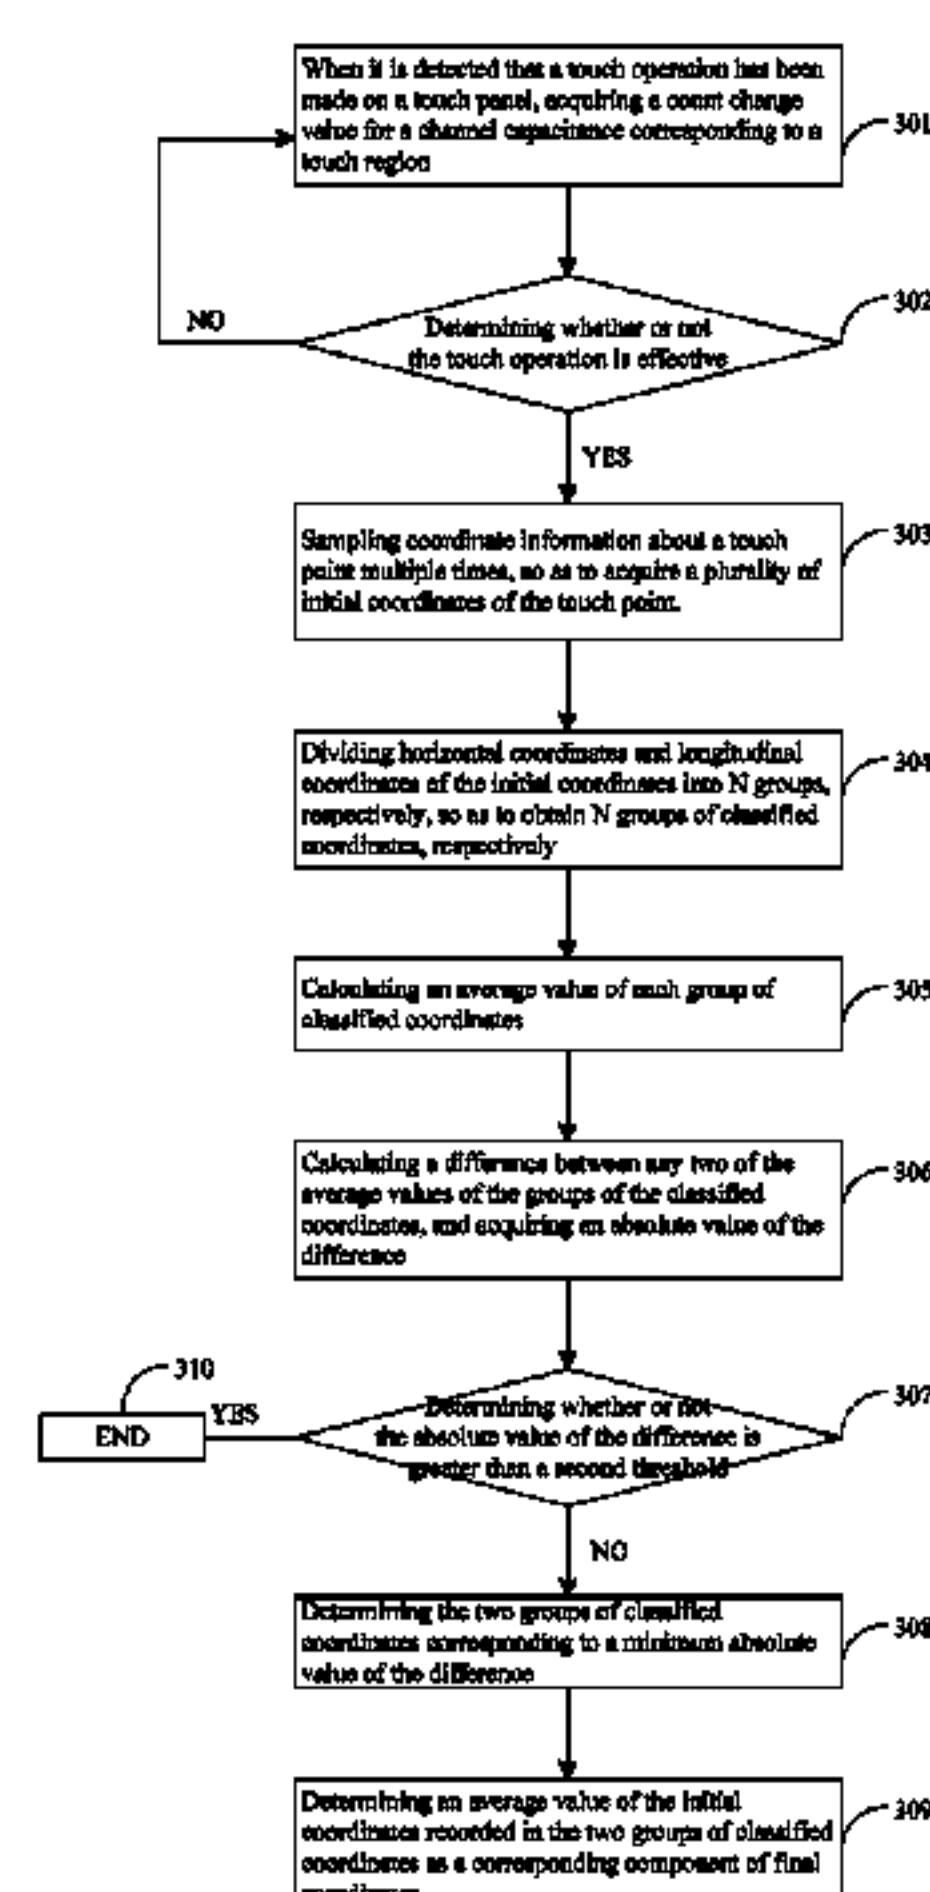 When it is detected that a touch operation has been
made on a touch panel, acquiring a count change
value for a channel capacitance corresponding to a
touch region
301
NO
Determining whether or not
the touch operation is effective
302
YES
Sampling coordinate information about a touch
point multiple times, so as to acquire a plurality of
initial coordinates of the touch point.
303
Dividing horizontal coordinates and longitudinal
coordinates of the initial coordinates into N groups,
respectively, so as to obtain N groups of classified
coordinates, respectively
304
Calculating an average value of each group of
classified coordinates
305
Calculating a difference between any two of the
average values of the groups of the classified
coordinates, and acquiring an absolute value of the
difference
306
310
END
YES
Determining whether or not
the absolute value of the difference is
greater than a second threshold
307
NO
Determining the two groups of classified
coordinates corresponding to a minimum absolute
value of the difference
308
Determining an average value of the initial
coordinates recorded in the two groups of classified
coordinates as a corresponding component of final
309